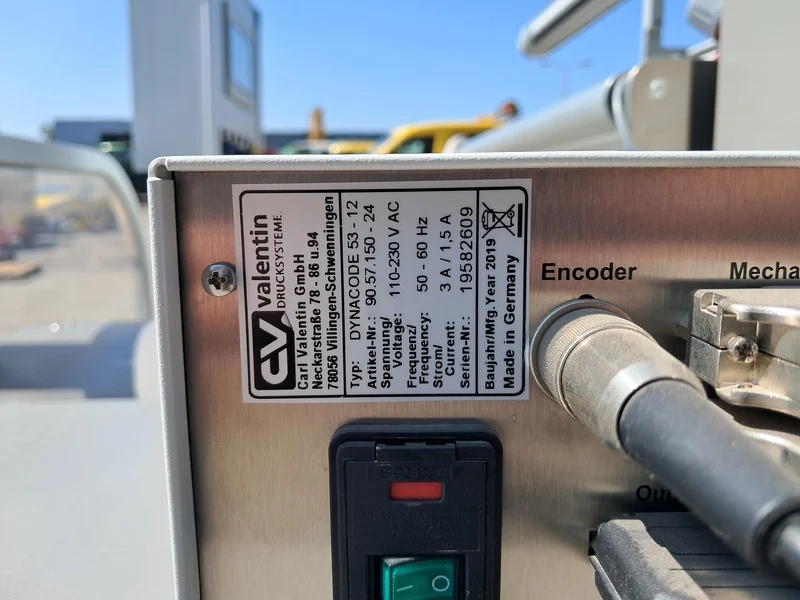 CV
valentin
DRUCKSYSTEME
Carl Valentin GmbH
Neckarstraße 78 - 86 u.94
78056 Villingen-Schwenningen
Typ: DYNACODE 53 - 12
Artikel-Nr.: 90.57.150 - 24
Spannung/
Voltage: 110-230 V AC
Frequenz/
Frequency: 50 - 60 Hz
Strom/
Current: 3 A / 1,5 A
Serien-Nr.: 19582609
Baujahr/Mfg.Year 2019
Made in Germany
Encoder
Mecha
Ou
I O